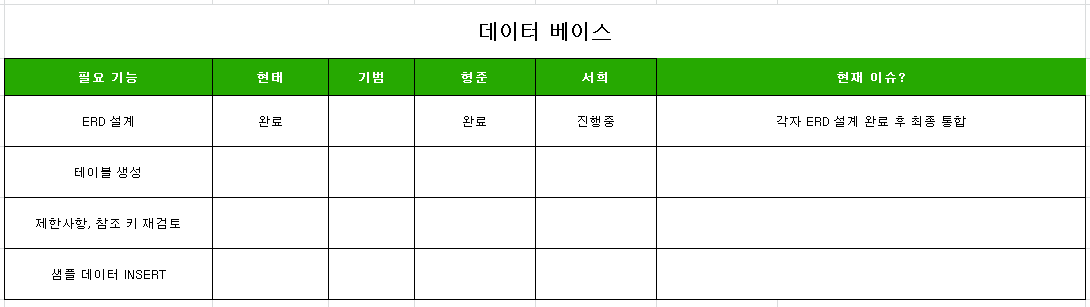 데이터 베이스
필요 기능 현태 기범 형준 서희 현재 이슈?
ERD 설계 완료 완료 진행중 각자 ERD 설계 완료 후 최종 통합
테이블 생성
제한사항, 참조 키 재검토
샘플 데이터 INSERT